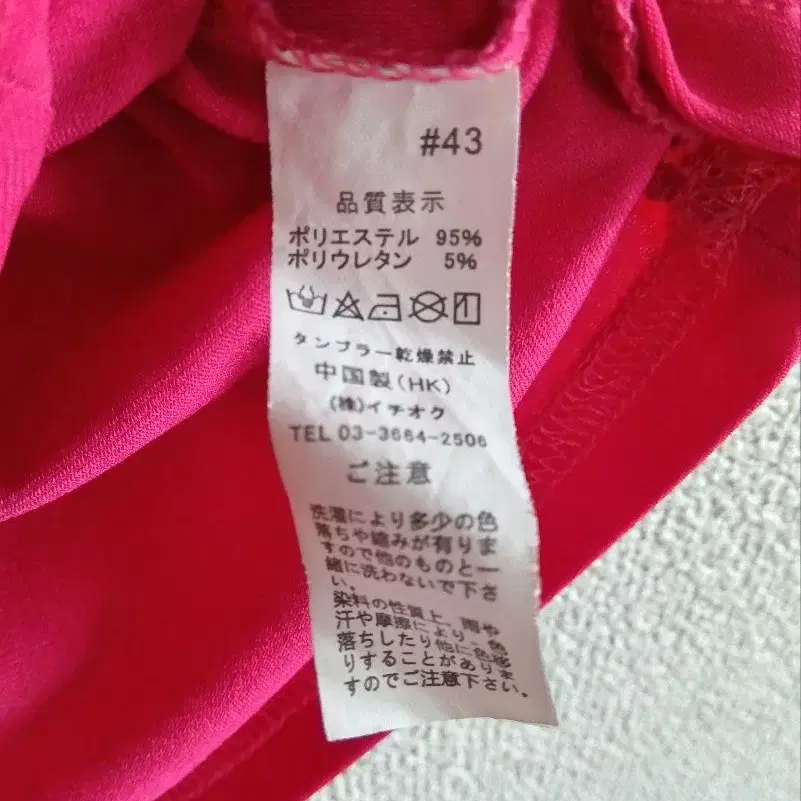 #43
品質表示
ポリエステル 95%
ポリウレタン 5%
タンブラー乾燥禁止
中国製(HK)
(株)イチオク
TEL 03-3664-2506
ご注意
洗濯により多少の色
落ちや縮みが有りま
すので他のものと一
緒に洗わないで下さ
い。
染料の性質上、雨や
汗や摩擦により、色
落ちしたり他に色移
りすることがありま
すのでご注意下さい。